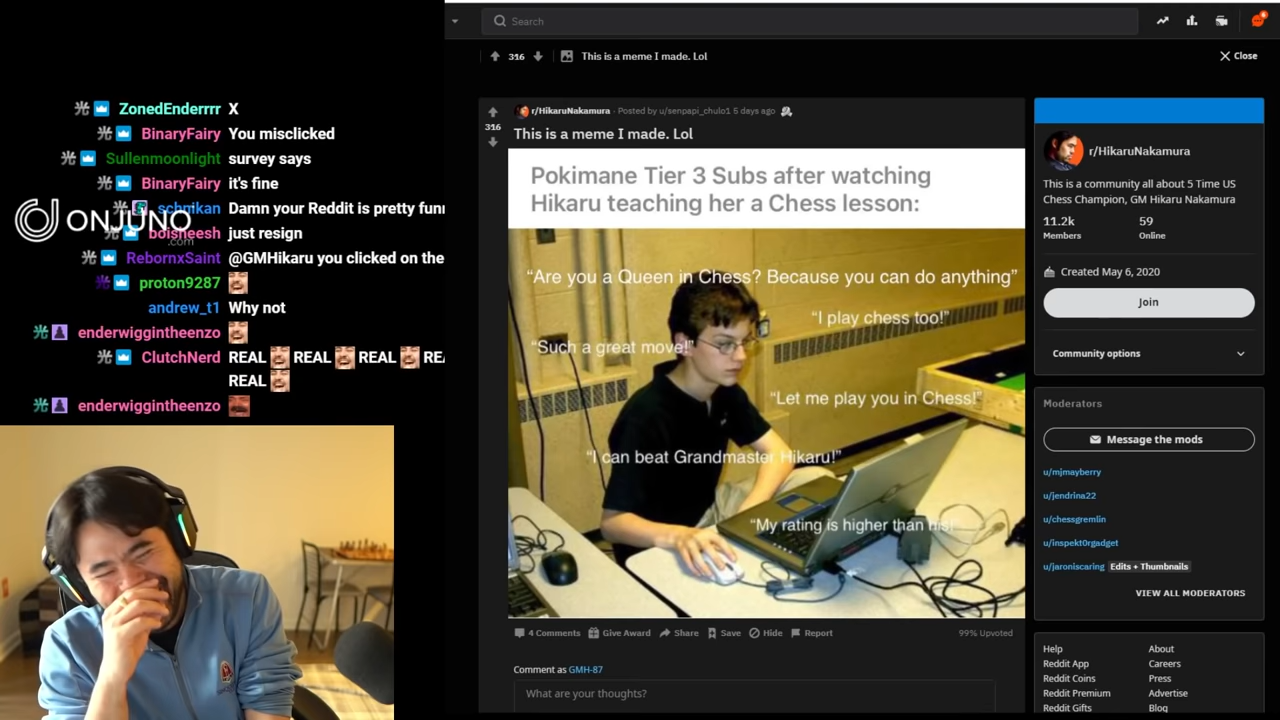 Search
316
This is a meme I made. Lol
Close
ZonedEnderrrr X
BinaryFairy You misclicked
Sullenmoonlight survey says
BinaryFairy it's fine
schnikan Damn your Reddit is pretty funn
ONJUNO
.com
boisheesh just resign
RebornxSaint @GMHikaru you clicked on the
proton9287
andrew_t1 Why not
enderwiggintheenzo
ClutchNerd REAL REAL REAL REA
REAL
enderwiggintheenzo
r/HikaruNakamura · Posted by u/senpapi_chulo1 5 days ago
316
This is a meme I made. Lol
Pokimane Tier 3 Subs after watching
Hikaru teaching her a Chess lesson:
“Are you a Queen in Chess? Because you can do anything”
“I play chess too!”
“Such a great move!”
“Let me play you in Chess!”
“I can beat Grandmaster Hikaru!”
“My rating is higher than his!”
4 Comments Give Award Share Save Hide Report 99% Upvoted
Comment as GMH-87
What are your thoughts?
r/HikaruNakamura
This is a community all about 5 Time US
Chess Champion, GM Hikaru Nakamura
11.2k 59
Members Online
Created May 6, 2020
Join
Community options
Moderators
Message the mods
u/mjmayberry
u/jendrina22
u/chessgremlin
u/inspekt0rgadget
u/jaroniscaring Edits + Thumbnails
VIEW ALL MODERATORS
Help About
Reddit App Careers
Reddit Coins Press
Reddit Premium Advertise
Reddit Gifts Blog